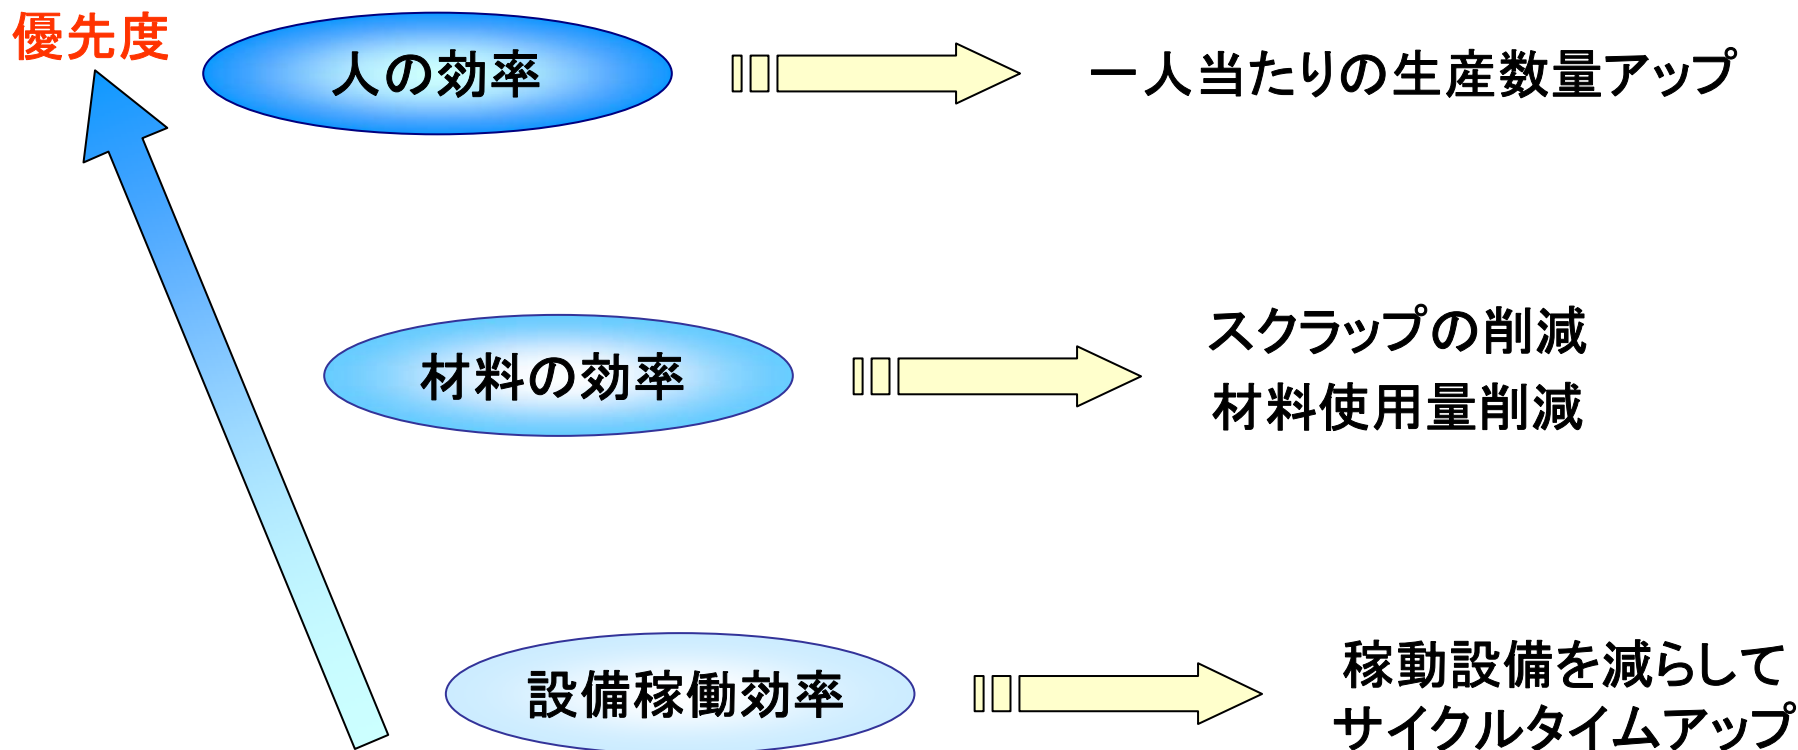 優先度
人の効率
一人当たりの生産数量アップ
材料の効率
スクラップの削減
材料使用量削減
設備稼働効率
稼動設備を減らして
サイクルタイムアップ